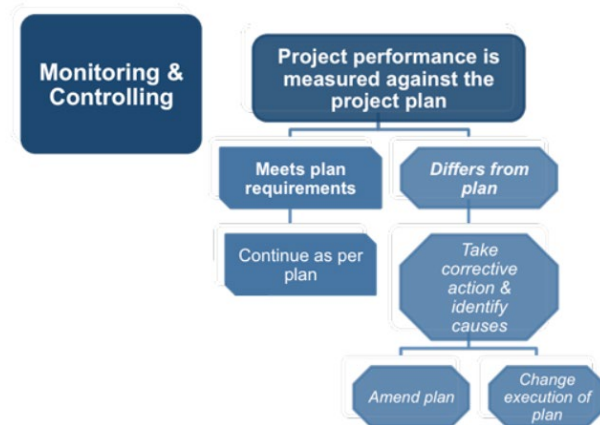 Monitoring &
Controlling
Project performance is
measured against the
project plan
Meets plan
requirements
Differs from
plan
Continue as per
plan
Take
corrective
action &
identify
causes
Amend plan
Change
execution of
plan